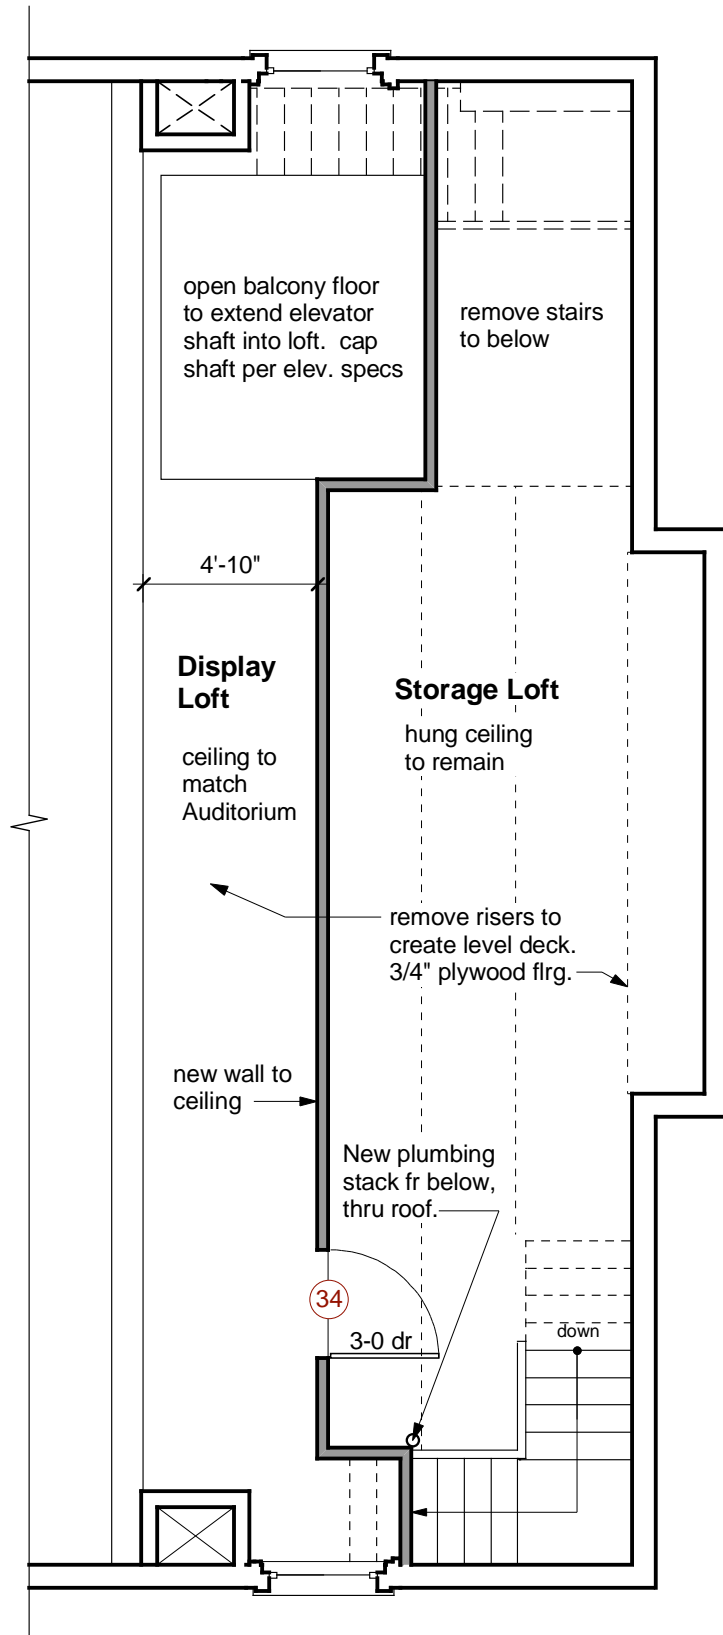 open balcony floor
to extend elevator
shaft into loft.  cap
shaft per elev. specs
remove stairs
to below
4'-10"
Display
Loft
Storage Loft
hung ceiling
to remain
ceiling to
match
Auditorium
remove risers to
create level deck.
3/4" plywood flrg.
new wall to
ceiling
New plumbing
stack fr below,
thru roof.
34
down
3-0 dr